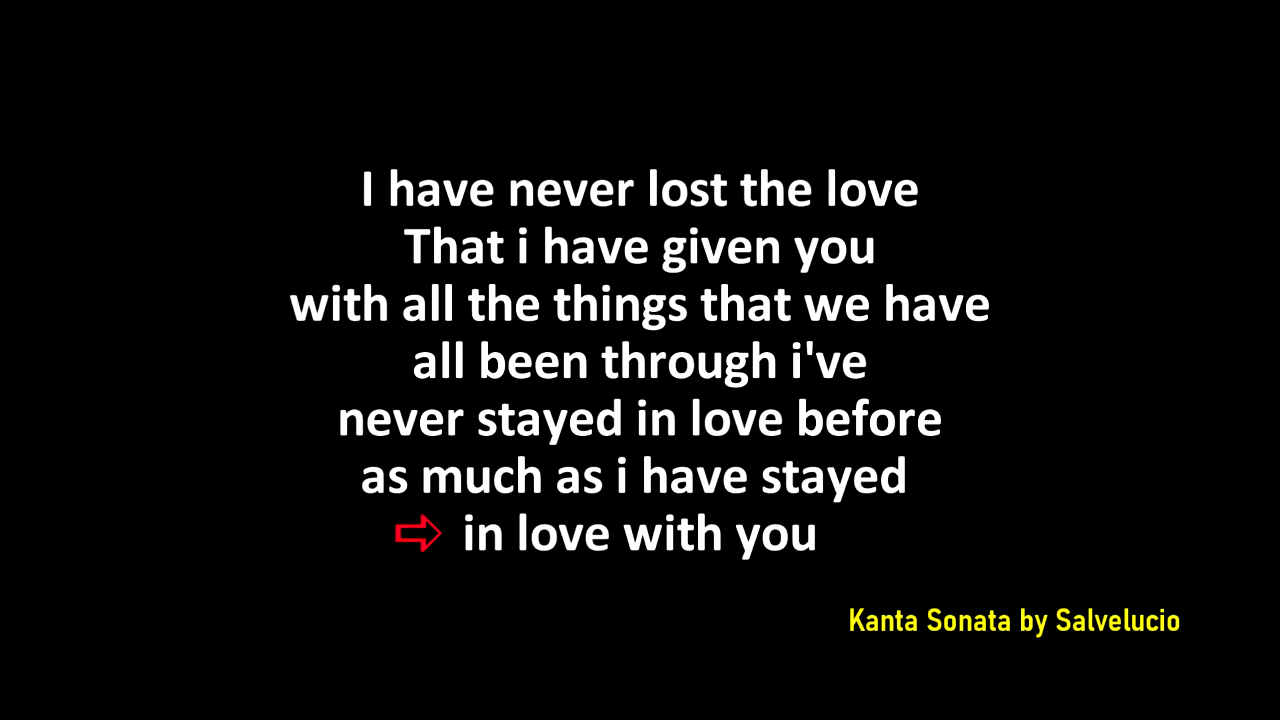 I have never lost the love
That i have given you
with all the things that we have
all been through i've
never stayed in love before
as much as i have stayed
⇨ in love with you
Kanta Sonata by Salvelucio